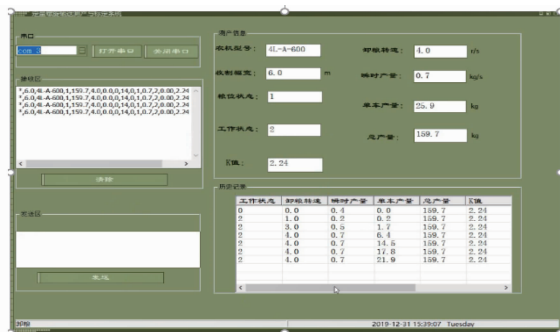 串口
com 3
打开串口
关闭串口
接收区
*,6.0,4L-A-600,1,159.7,4.0,0.0,0,14,0,1,0.7,2,0.00,2.24
*,6.0,4L-A-600,1,159.7,4.0,0.0,0,14,0,1,0.7,2,0.00,2.24
*,6.0,4L-A-600,1,159.7,4.0,0.0,0,14,0,1,0.7,2,0.00,2.24
*,6.0,4L-A-600,1,159.7,4.0,0.0,0,14,0,1,0.7,2,0.00,2.24
清除
发送区
发送
测产信息
农机型号: 4L-A-600
卸粮转速: 4.0 r/s
收割幅宽: 6.0 m
瞬时产量: 0.7 kg/s
粮位状态: 1
单车产量: 25.9 kg
工作状态: 2
总产量: 159.7 kg
K值: 2.24
历史记录
工作状态 卸粮转速 瞬时产量 单车产量 总产量 K值
0 0.0 0.4 0.0 159.7 2.24
2 1.0 0.2 0.2 159.7 2.24
2 3.0 0.5 1.7 159.7 2.24
2 4.0 0.7 6.4 159.7 2.24
2 4.0 0.7 14.5 159.7 2.24
2 4.0 0.7 17.8 159.7 2.24
2 4.0 0.7 21.9 159.7 2.24
卸粮
2019-12-31 15:39:07 Tuesday